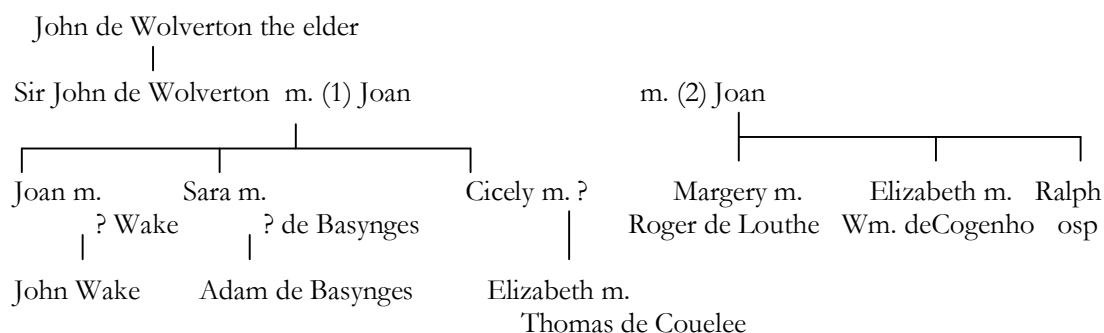 John de Wolverton the elder
Sir John de Wolverton m. (1) Joan m. (2) Joan
Joan m. Sara m. Cicely m. ? Margery m. Elizabeth m. Ralph
? Wake ? de Basynges Roger de Louthe Wm. deCogenho osp
John Wake Adam de Basynges Elizabeth m.
Thomas de Couelee